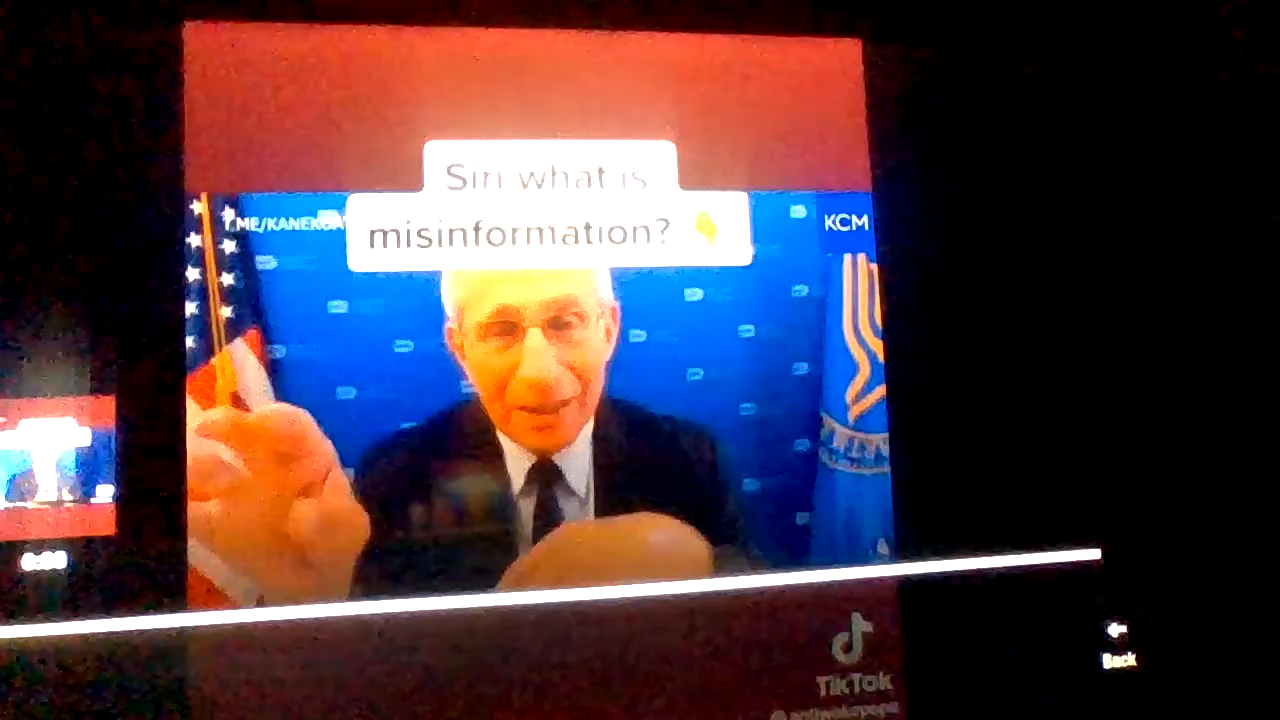 Siri what is
misinformation? 👇
KCM
TikTok
Back